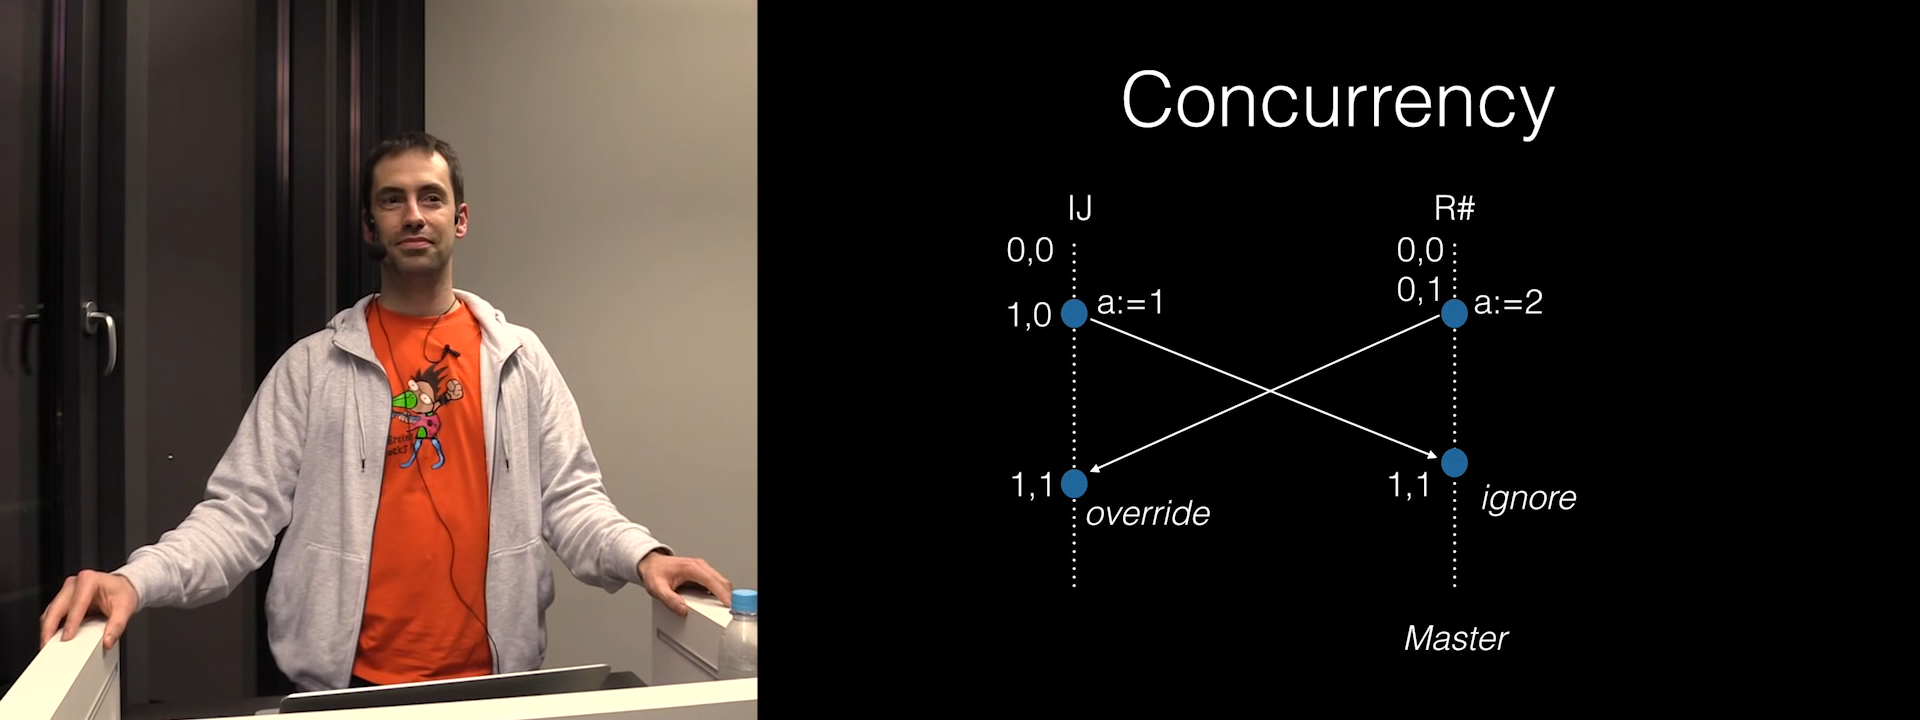 Concurrency
IJ
R#
0,0
0,0
0,1
1,0
a:=1
a:=2
1,1
override
1,1
ignore
Master